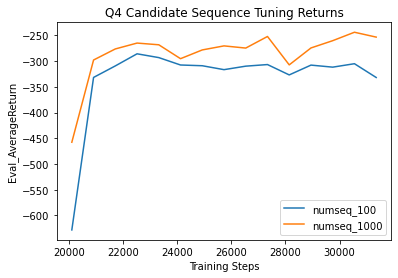 Q4 Candidate Sequence Tuning Returns
Eval_AverageReturn
−250
−300
−350
−400
−450
−500
−550
−600
numseq_100
numseq_1000
20000 22000 24000 26000 28000 30000
Training Steps